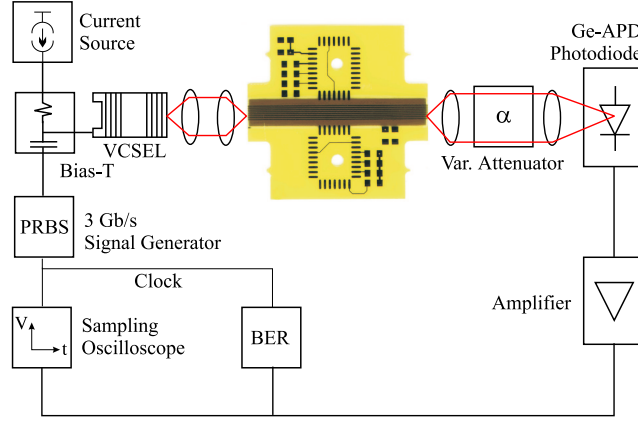 Current
Source
Ge-APD
Photodiode
α
VCSEL
Var. Attenuator
Bias-T
PRBS
3 Gb/s
Signal Generator
Clock
Amplifier
V
t
Sampling
Oscilloscope
BER